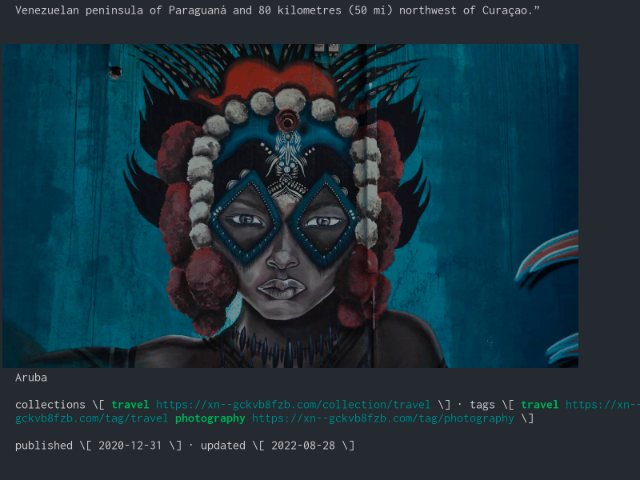 Venezuelan peninsula of Paraguaná and 80 kilometres (50 mi) northwest of Curaçao.”
Aruba
collections \[ travel https://xn--gckvb8fzb.com/collection/travel \] · tags \[ travel https://xn--
gckvb8fzb.com/tag/travel photography https://xn--gckvb8fzb.com/tag/photography \]
published \[ 2020-12-31 \] · updated \[ 2022-08-28 \]